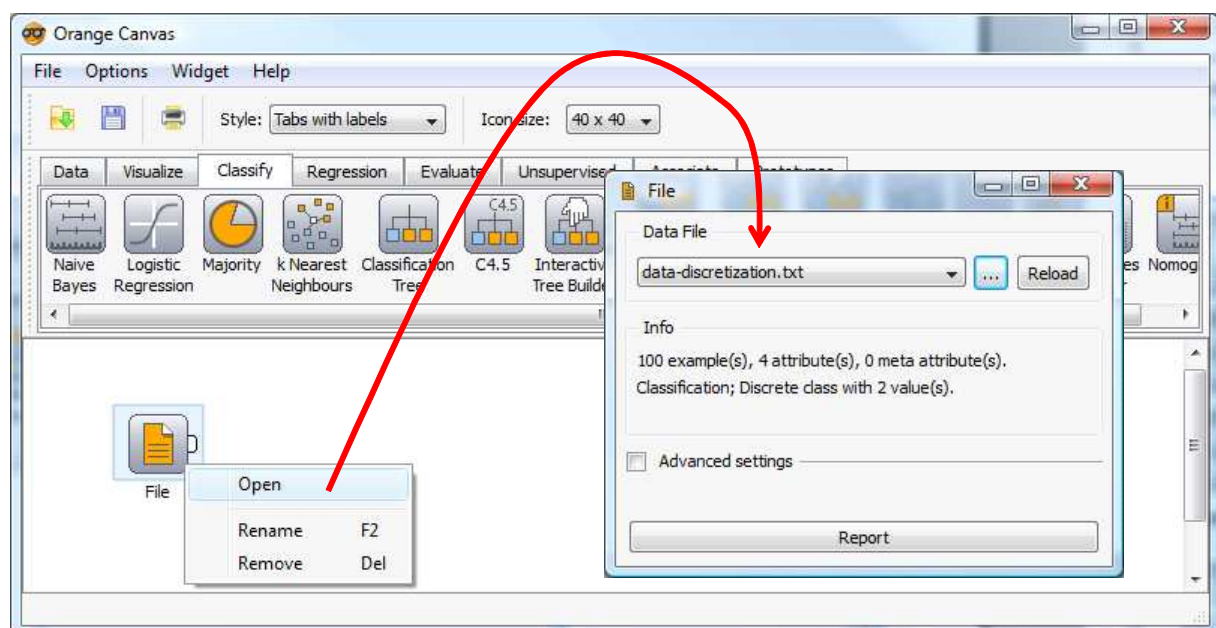 Orange Canvas
File Options Widget Help
Style: Tabs with labels Icon size: 40 x 40
Data Visualize Classify Regression Evaluate Unsupervised Associate Prototypes
C4.5
Naive Bayes
Logistic Regression
Majority
k Nearest Neighbours
Classification Tree
C4.5
Tree
Nomog
File
Data File
data-discretization.txt ... Reload
Info
100 example(s), 4 attribute(s), 0 meta attribute(s).
Classification; Discrete class with 2 value(s).
Advanced settings
Report
File
Open
Rename F2
Remove Del